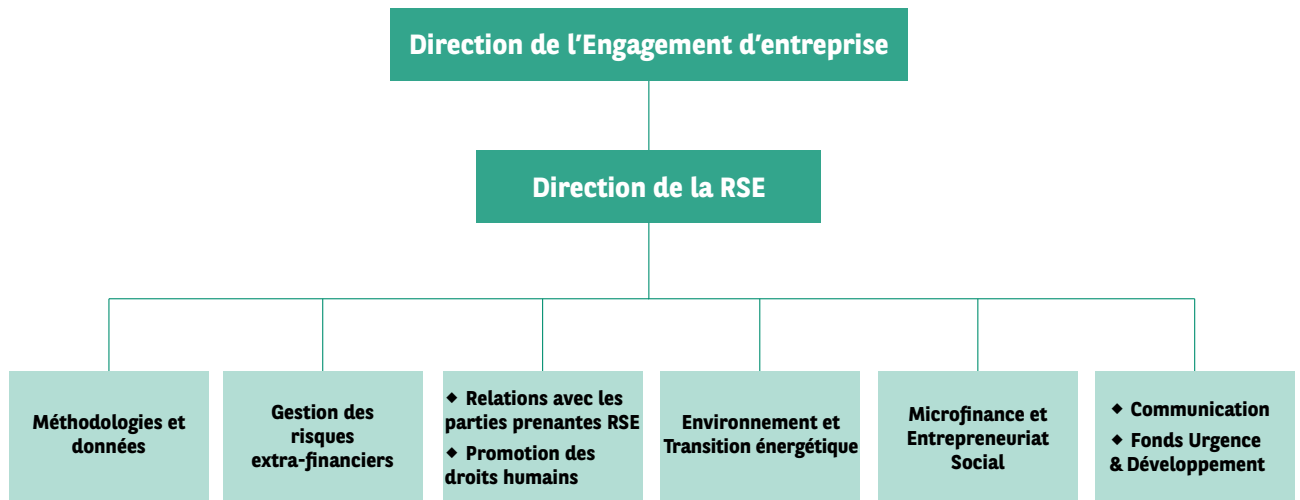 Direction de l'Engagement d'entreprise
Direction de la RSE
Méthodologies et
données
Gestion des
risques
extra-financiers
◆ Relations avec les
parties prenantes RSE
◆ Promotion des
droits humains
Environnement et
Transition énergétique
Microfinance et
Entrepreneuriat
Social
◆ Communication
◆ Fonds Urgence
& Développement